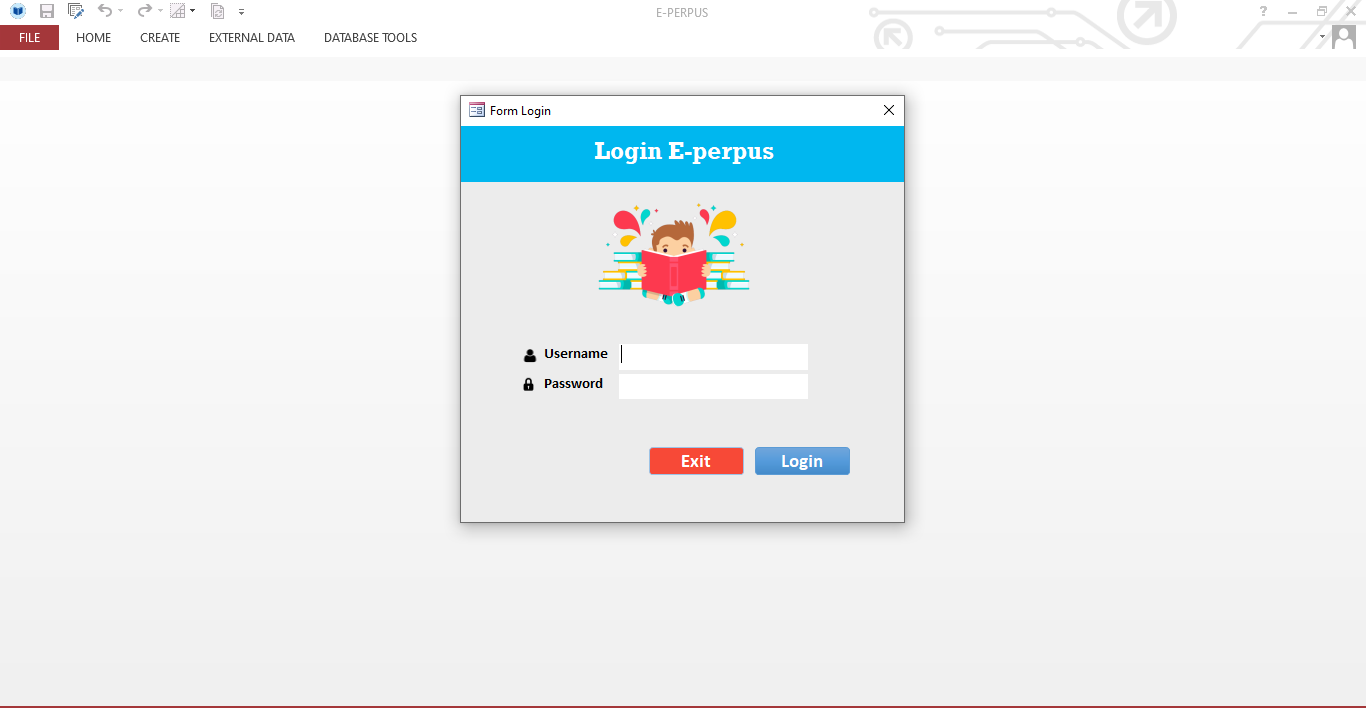 E-PERPUS
?
FILE HOME CREATE EXTERNAL DATA DATABASE TOOLS
Form Login
Login E-perpus
Username
Password
Exit Login